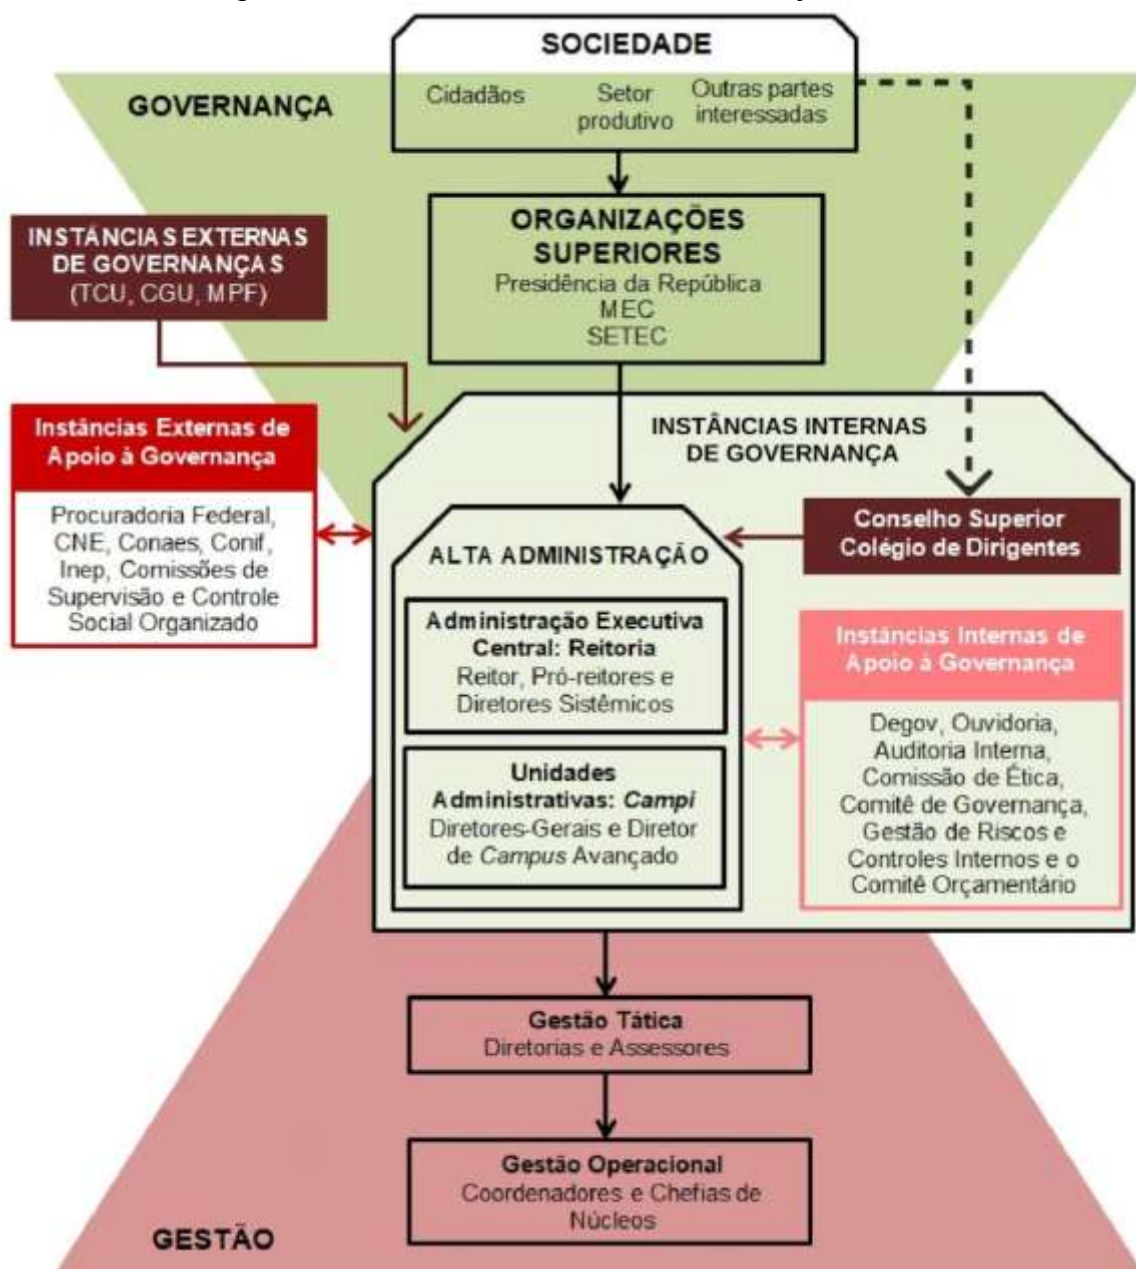 SOCIEDADE
Cidadãos
Setor
produtivo
Outras partes
interessadas
GOVERNANÇA
ORGANIZAÇÕES
SUPERIORES
Presidência da República
MEC
SETEC
INSTÂNCIAS EXTERNAS
DE GOVERNANÇAS
(TCU, CGU, MPF)
Instâncias Externas de
Apoio à Governança
Procuradoria Federal,
CNE, Conaes, Conif,
Inep, Comissões de
Supervisão e Controle
Social Organizado
INSTÂNCIAS INTERNAS
DE GOVERNANÇA
Conselho Superior
Colégio de Dirigentes
ALTA ADMINISTRAÇÃO
Administração Executiva
Central: Reitoria
Reitor, Pró-reitores e
Diretores Sistêmicos
Unidades
Administrativas: Campi
Diretores-Gerais e Diretor
de Campus Avançado
Instâncias Internas de
Apoio à Governança
Degov, Ouvidoria,
Auditoria Interna,
Comissão de Ética,
Comitê de Governança,
Gestão de Riscos e
Controles Internos e o
Comitê Orçamentário
Gestão Tática
Diretorias e Assessores
Gestão Operacional
Coordenadores e Chefias de
Núcleos
GESTÃO